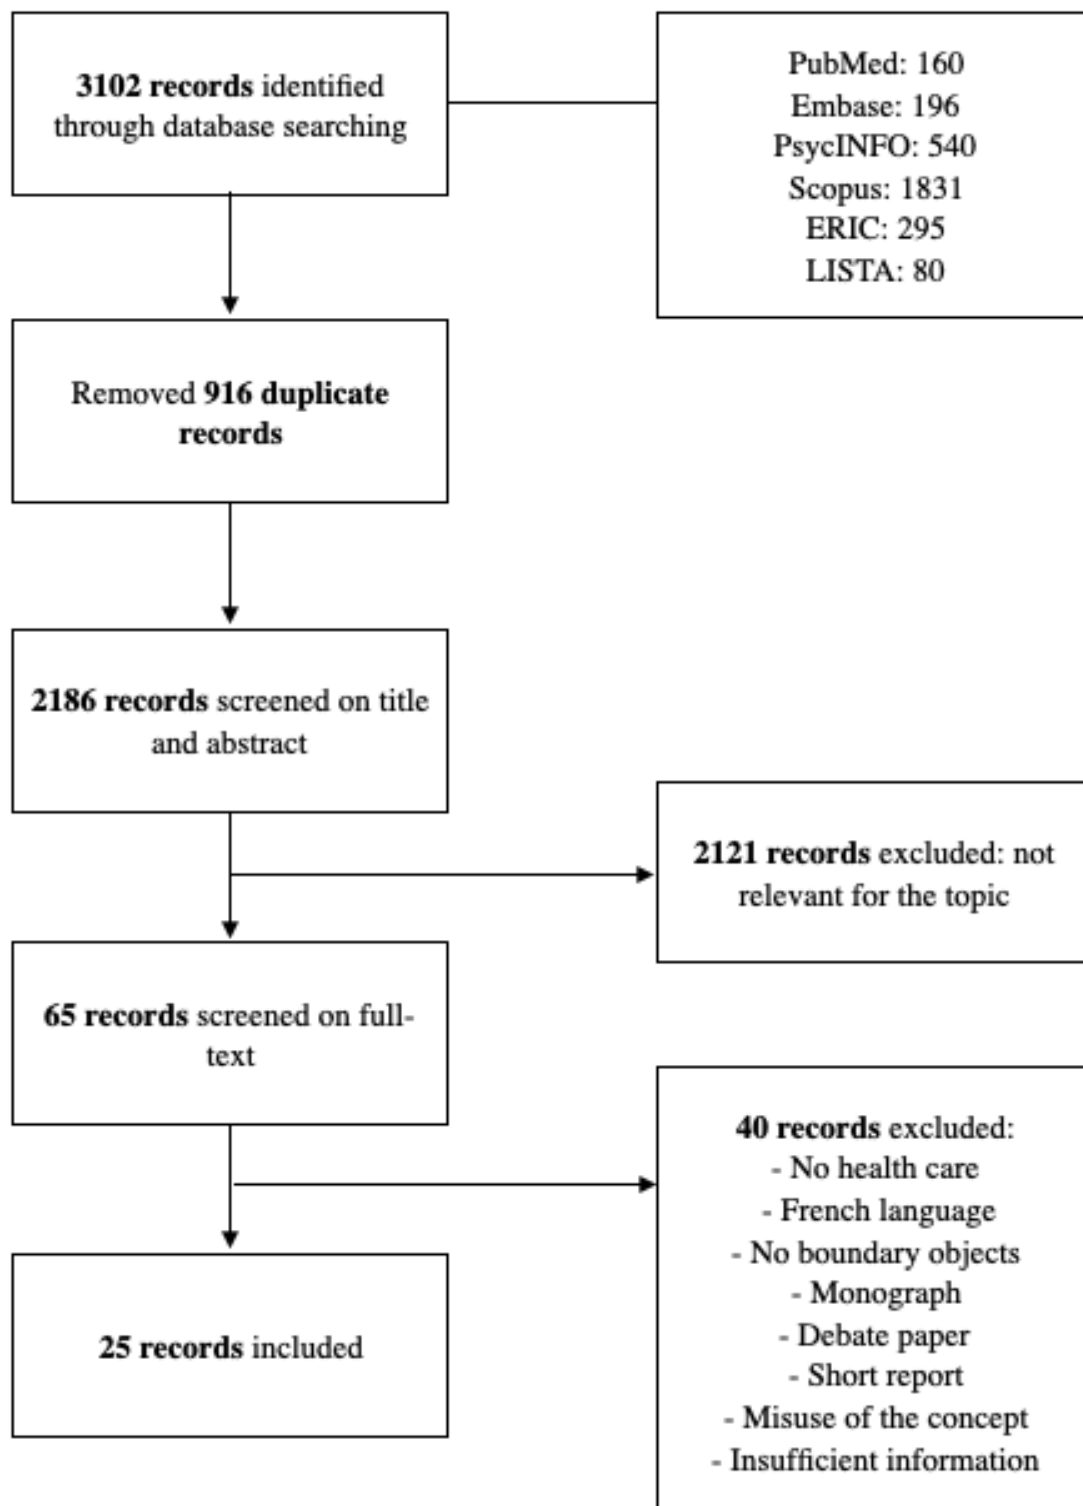 3102 records identified
through database searching
PubMed: 160
Embase: 196
PsycINFO: 540
Scopus: 1831
ERIC: 295
LISTA: 80
Removed 916 duplicate
records
2186 records screened on title
and abstract
2121 records excluded: not
relevant for the topic
65 records screened on full-
text
40 records excluded:
- No health care
- French language
- No boundary objects
- Monograph
- Debate paper
- Short report
- Misuse of the concept
- Insufficient information
25 records included